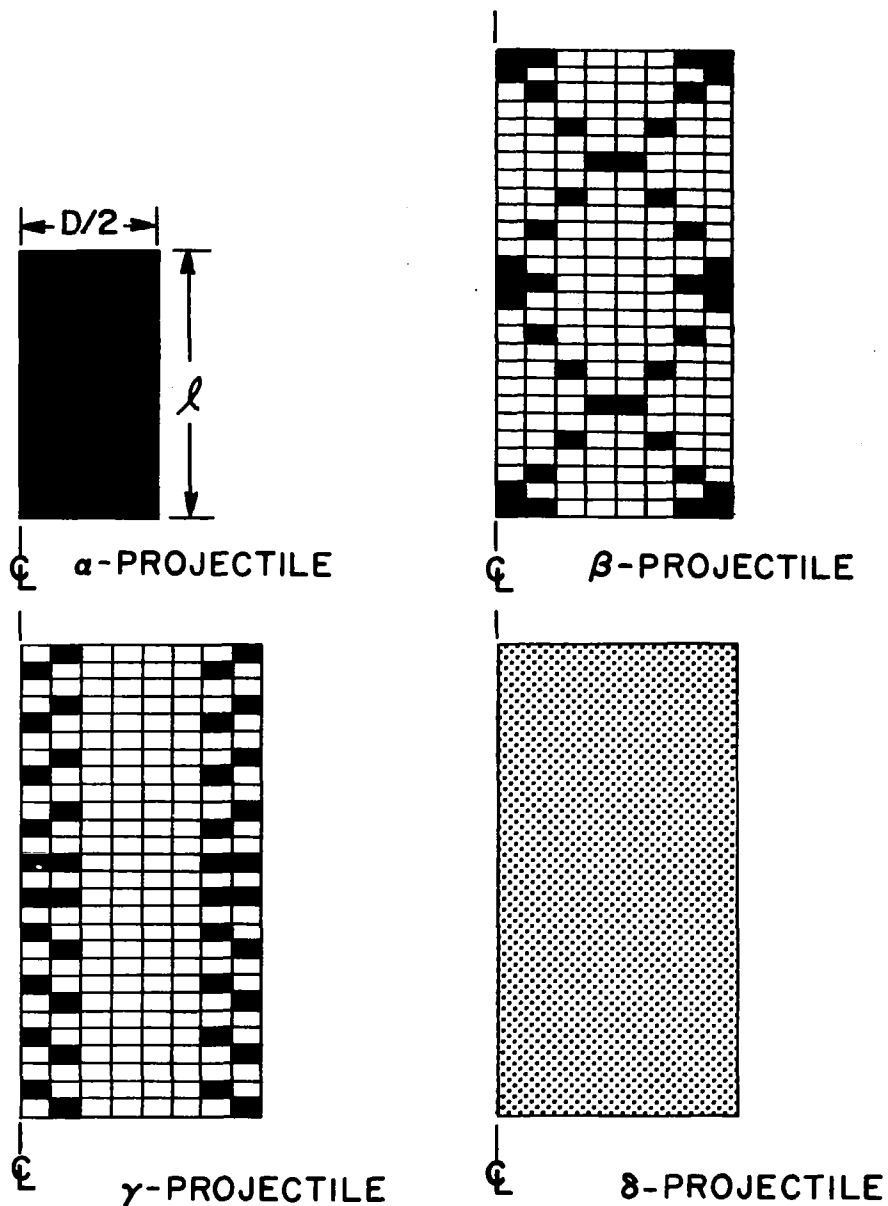 D/2
ℓ
℄ α-PROJECTILE
℄ β-PROJECTILE
℄ γ-PROJECTILE
℄ δ-PROJECTILE